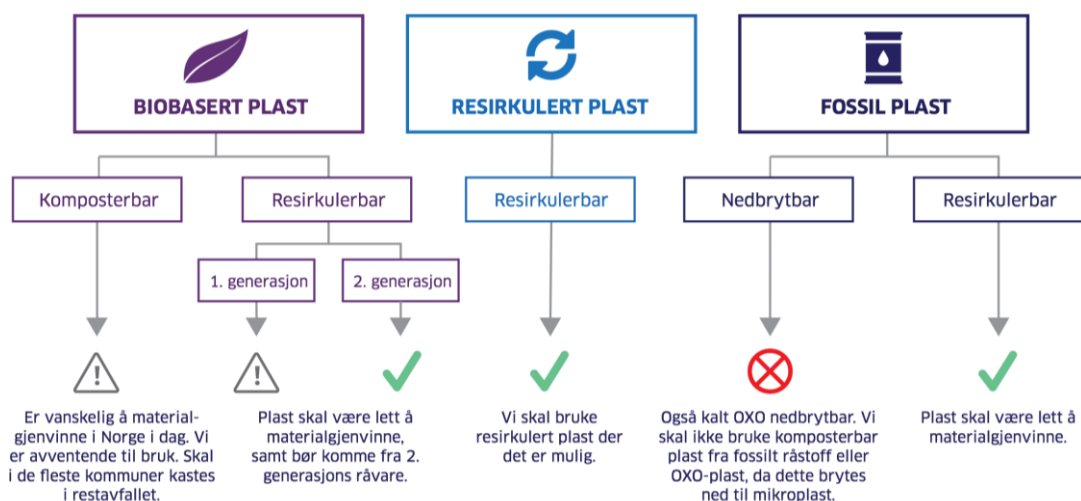 BIOBASERT PLAST
RESIRKULERT PLAST
FOSSIL PLAST
Komposterbar
Resirkulerbar
Resirkulerbar
Nedbrytbar
Resirkulerbar
1. generasjon
2. generasjon
Er vanskelig å material-
gjenvinne i Norge i dag. Vi
er avventende til bruk. Skal
i de fleste kommuner kastes
i restavfallet.
Plast skal være lett å
materialgjenvinne,
samt bør komme fra 2.
generasjons råvare.
Vi skal bruke
resirkulert plast der
det er mulig.
Også kalt OXO nedbrytbar. Vi
skal ikke bruke komposterbar
plast fra fossilt råstoff eller
OXO-plast, da dette brytes
ned til mikroplast.
Plast skal være lett å
materialgjenvinne.